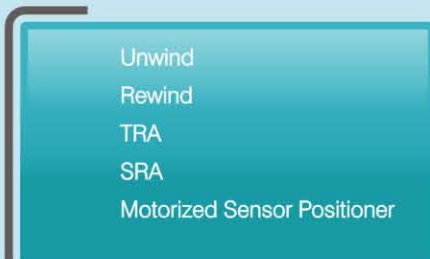 Unwind
Rewind
TRA
SRA
Motorized Sensor Positioner